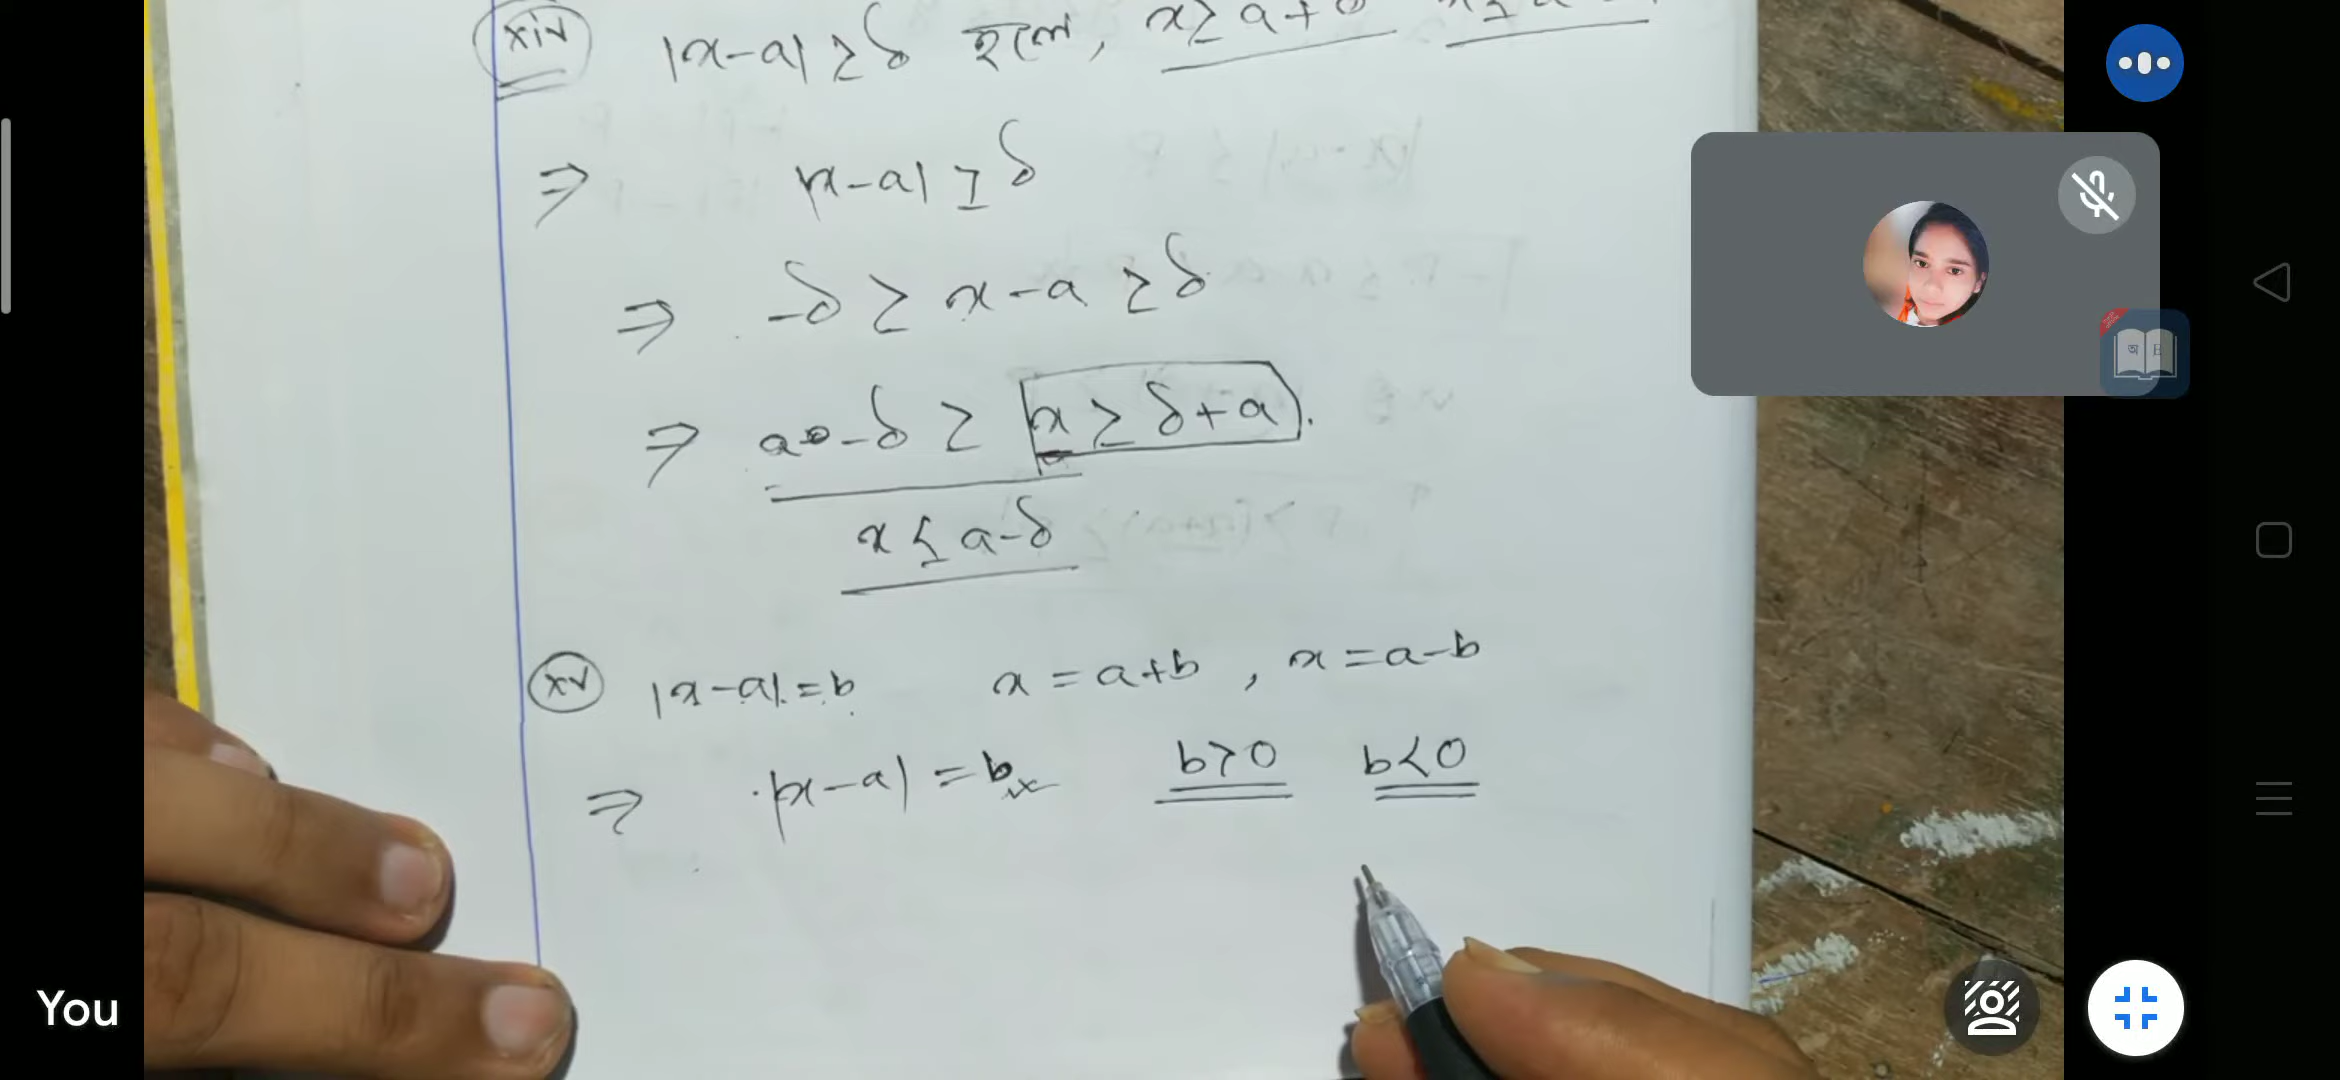 xiv |x-a| ≥ δ হলে, x ≥ a+δ
⇒ |x-a| ≥ δ
⇒ -δ ≥ x-a ≥ δ
⇒ a-δ ≥ x ≥ δ+a
x ≤ a-δ
xv |x-a| = b x = a+b, x = a-b
⇒ |x-a| = b b>0 b<0
You